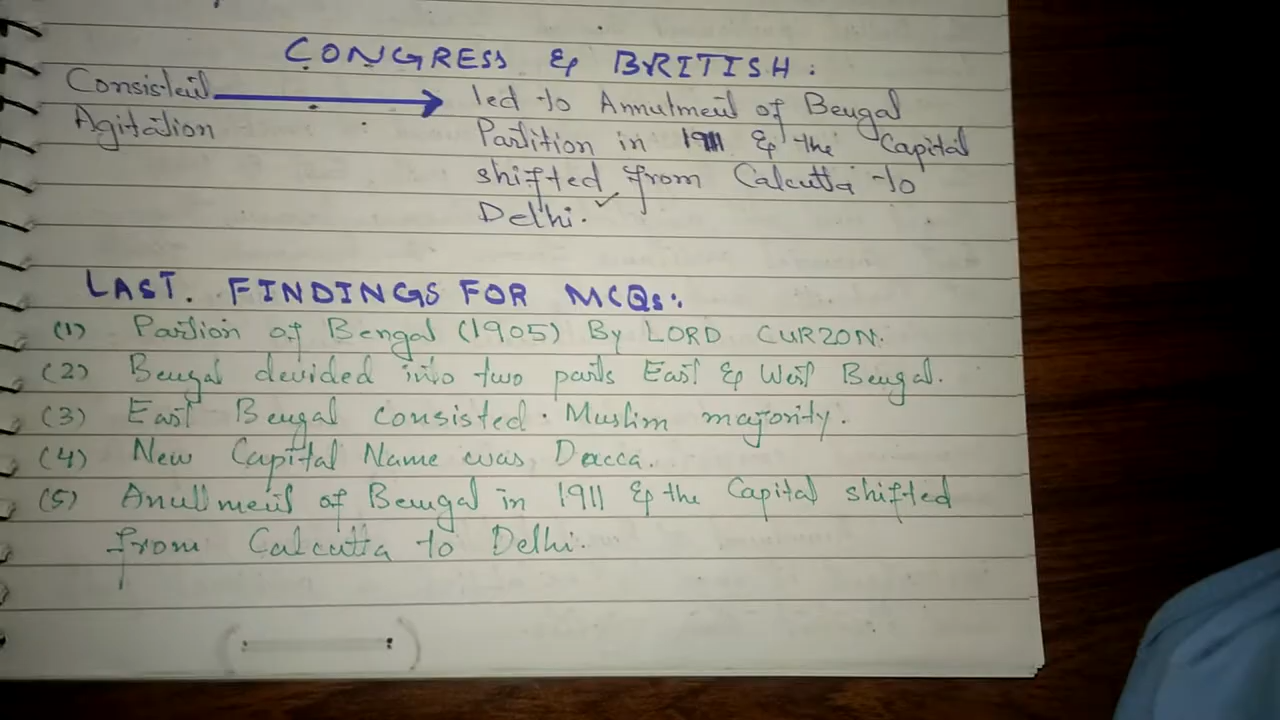 CONGRESS & BRITISH :
Consistent led to Annulment of Bengal
Agitation Partition in 1911 & the Capital
shifted from Calcutta to
Delhi.
LAST. FINDINGS FOR MCQs:
(1) Partion of Bengal (1905) By LORD CURZON.
(2) Bengal devided into two parts East & West Bengal.
(3) East Bengal consisted . Muslim majority.
(4) New Capital Name was Dacca.
(5) Anullment of Bengal in 1911 & the Capital shifted
from Calcutta to Delhi.